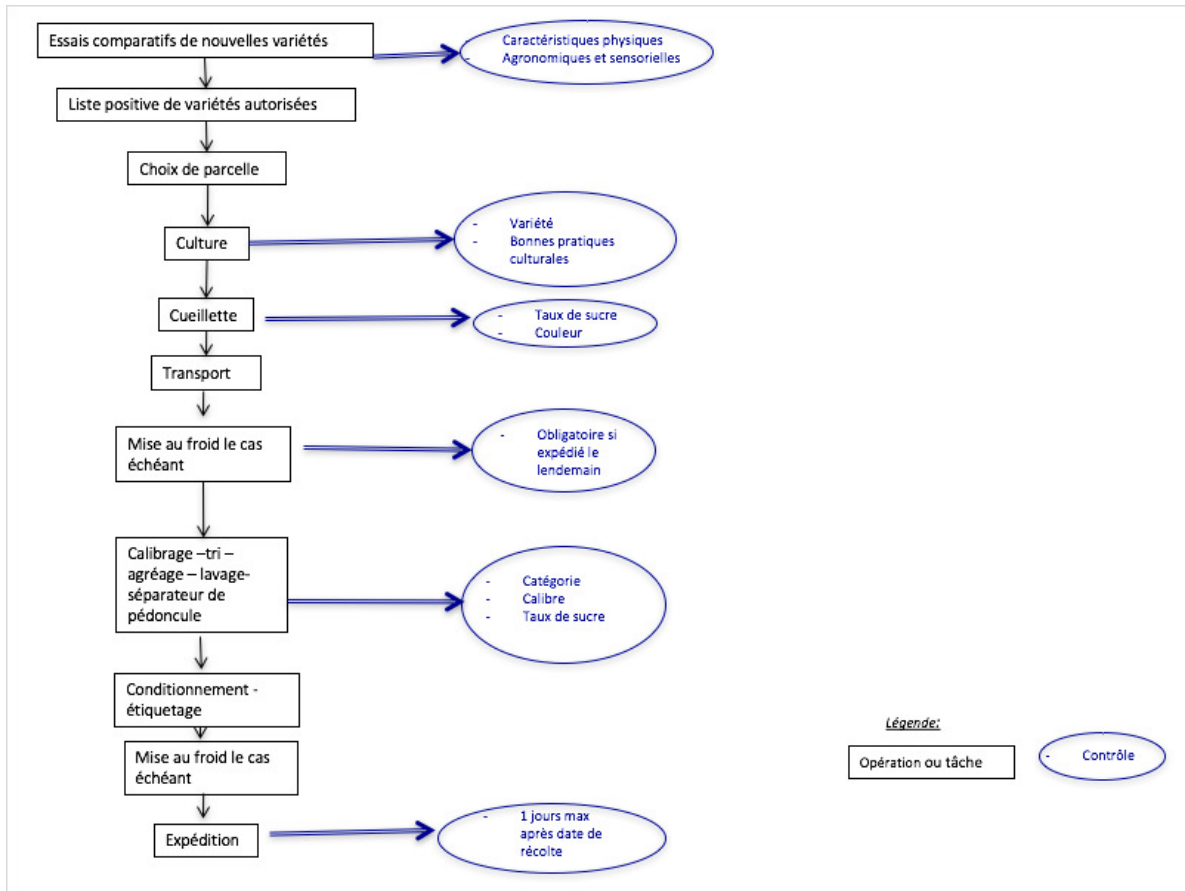 Essais comparatifs de nouvelles variétés
- Caractéristiques physiques
- Agronomiques et sensorielles
Liste positive de variétés autorisées
Choix de parcelle
Culture
- Variété
- Bonnes pratiques
culturales
Cueillette
- Taux de sucre
- Couleur
Transport
Mise au froid le cas
échéant
- Obligatoire si
expédié le
lendemain
Calibrage –tri –
agréage – lavage-
séparateur de
pédoncule
- Catégorie
- Calibre
- Taux de sucre
Conditionnement -
étiquetage
Mise au froid le cas
échéant
Expédition
- 1 jours max
après date de
récolte
Légende:
Opération ou tâche
- Contrôle